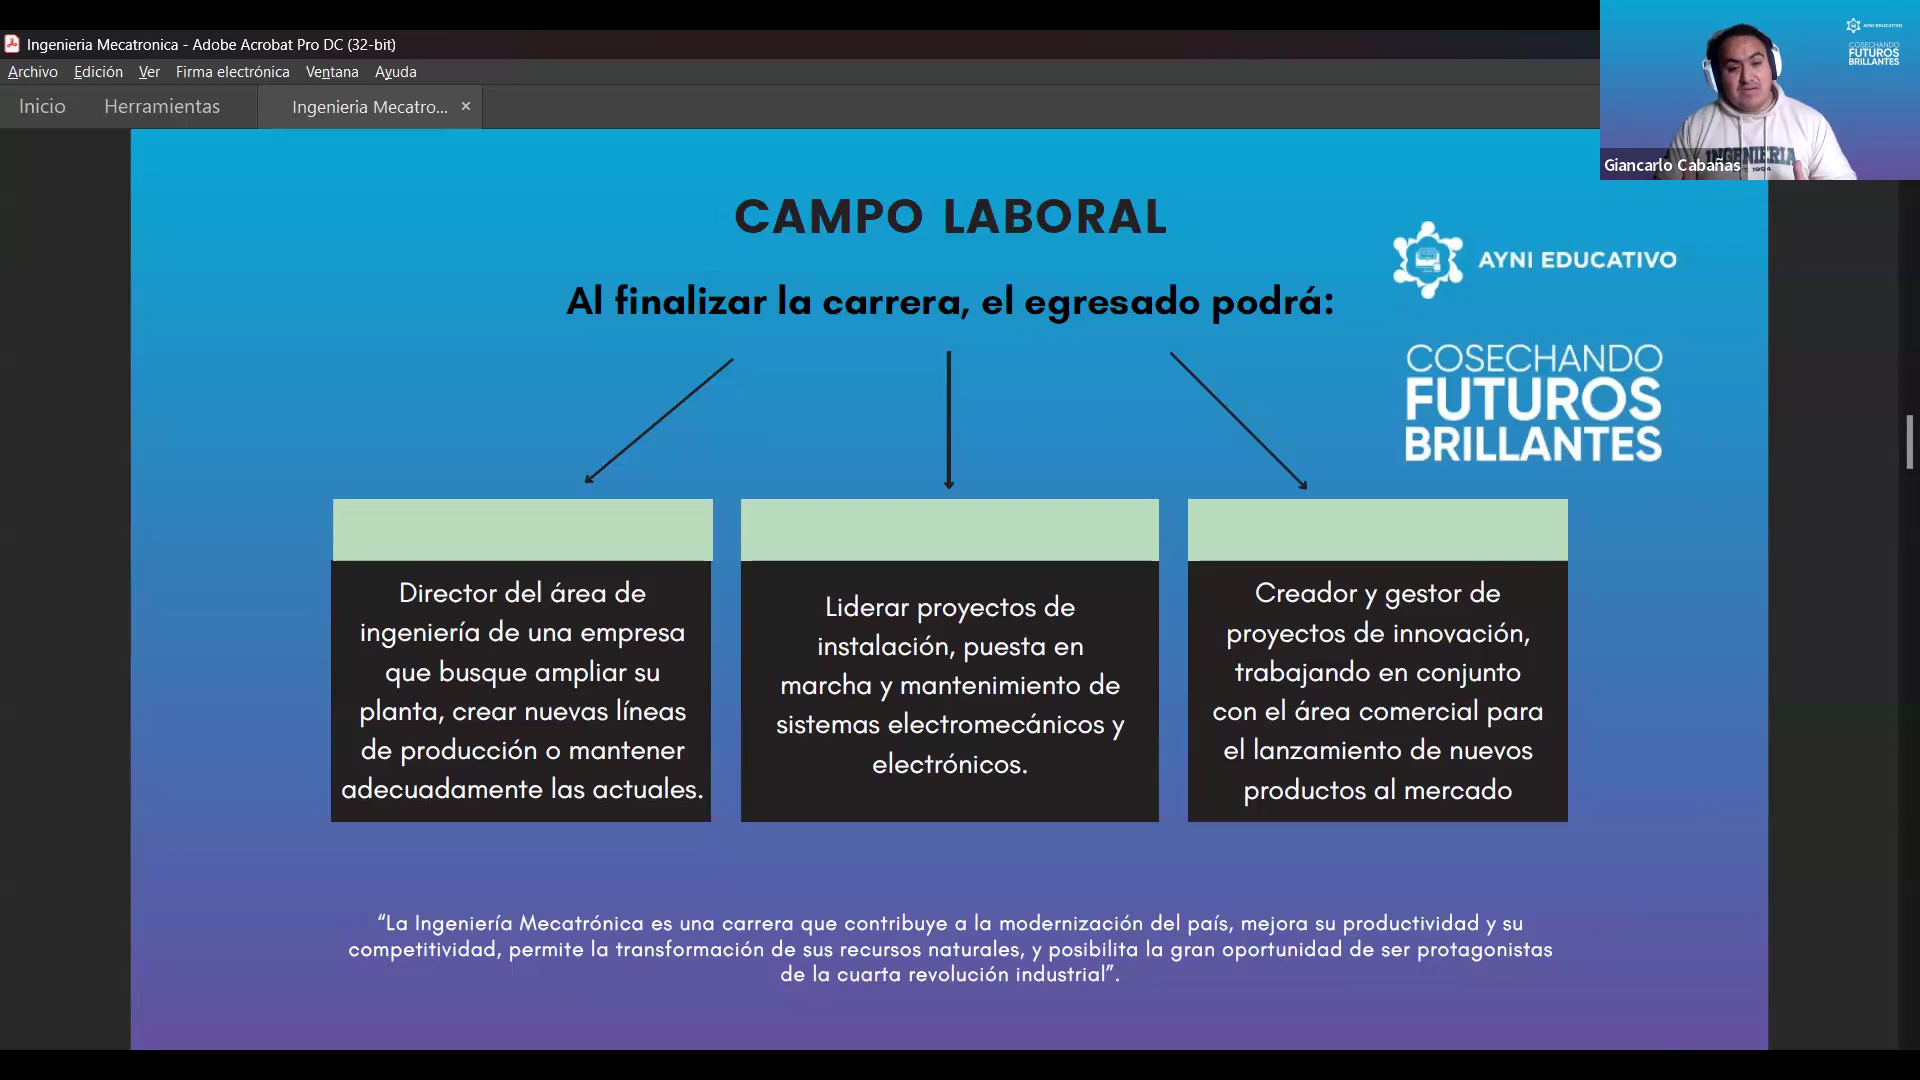 Ingenieria Mecatronica - Adobe Acrobat Pro DC (32-bit)
Archivo Edición Ver Firma electrónica Ventana Ayuda
Inicio Herramientas Ingenieria Mecatro... ×
AYNI EDUCATIVO
COSECHANDO
FUTUROS
BRILLANTES
INGENIERIA
Giancarlo Cabañas
CAMPO LABORAL
Al finalizar la carrera, el egresado podrá:
AYNI EDUCATIVO
COSECHANDO
FUTUROS
BRILLANTES
Director del área de
ingeniería de una empresa
que busque ampliar su
planta, crear nuevas líneas
de producción o mantener
adecuadamente las actuales.
Liderar proyectos de
instalación, puesta en
marcha y mantenimiento de
sistemas electromecánicos y
electrónicos.
Creador y gestor de
proyectos de innovación,
trabajando en conjunto
con el área comercial para
el lanzamiento de nuevos
productos al mercado
“La Ingeniería Mecatrónica es una carrera que contribuye a la modernización del país, mejora su productividad y su
competitividad, permite la transformación de sus recursos naturales, y posibilita la gran oportunidad de ser protagonistas
de la cuarta revolución industrial”.